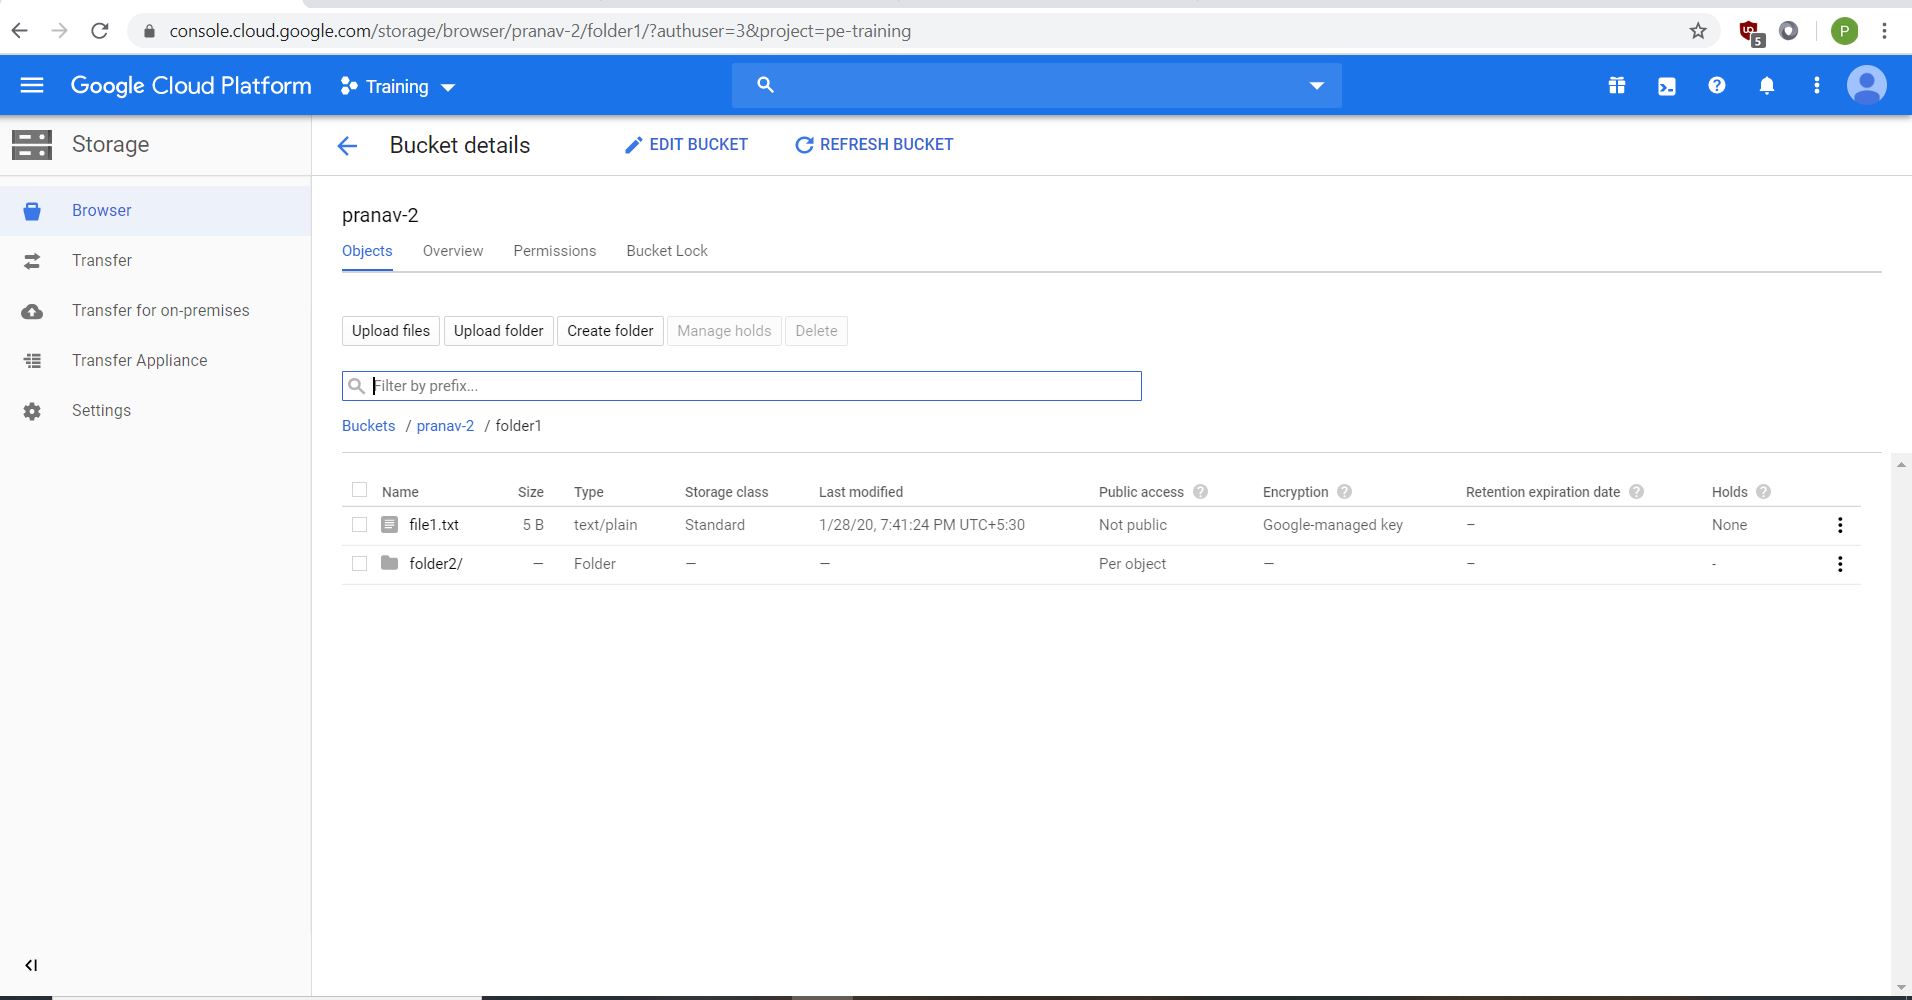 console.cloud.google.com/storage/browser/pranav-2/folder1/?authuser=3&project=pe-training
5
P
Google Cloud Platform
Training
Storage
Bucket details
EDIT BUCKET
REFRESH BUCKET
Browser
Transfer
Transfer for on-premises
Transfer Appliance
Settings
pranav-2
Objects Overview Permissions Bucket Lock
Upload files Upload folder Create folder Manage holds Delete
Filter by prefix...
Buckets / pranav-2 / folder1
Name Size Type Storage class Last modified Public access Encryption Retention expiration date Holds
file1.txt 5 B text/plain Standard 1/28/20, 7:41:24 PM UTC+5:30 Not public Google-managed key – None
folder2/ — Folder — — Per object — – -